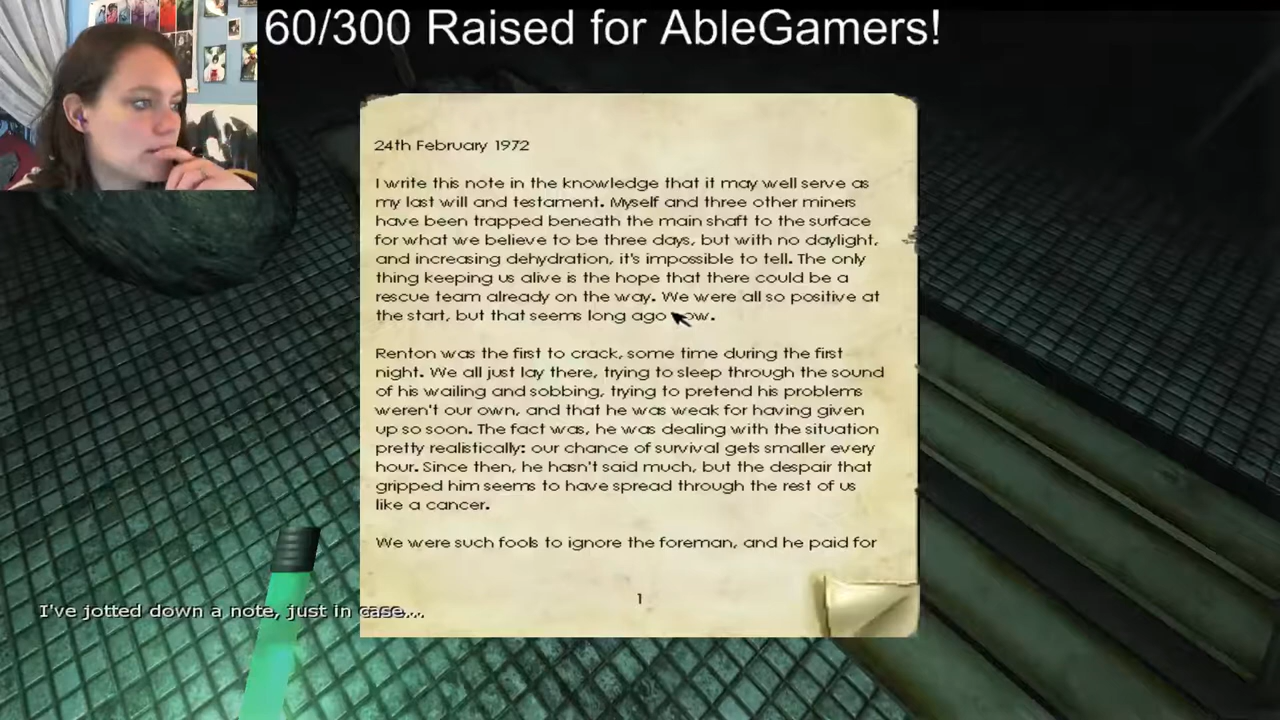 60/300 Raised for AbleGamers!
24th February 1972
I write this note in the knowledge that it may well serve as
my last will and testament. Myself and three other miners
have been trapped beneath the main shaft to the surface
for what we believe to be three days, but with no daylight,
and increasing dehydration, it's impossible to tell. The only
thing keeping us alive is the hope that there could be a
rescue team already on the way. We were all so positive at
the start, but that seems long ago now.
Renton was the first to crack, some time during the first
night. We all just lay there, trying to sleep through the sound
of his wailing and sobbing, trying to pretend his problems
weren't our own, and that he was weak for having given
up so soon. The fact was, he was dealing with the situation
pretty realistically: our chance of survival gets smaller every
hour. Since then, he hasn't said much, but the despair that
gripped him seems to have spread through the rest of us
like a cancer.
We were such fools to ignore the foreman, and he paid for
1
I've jotted down a note, just in case...